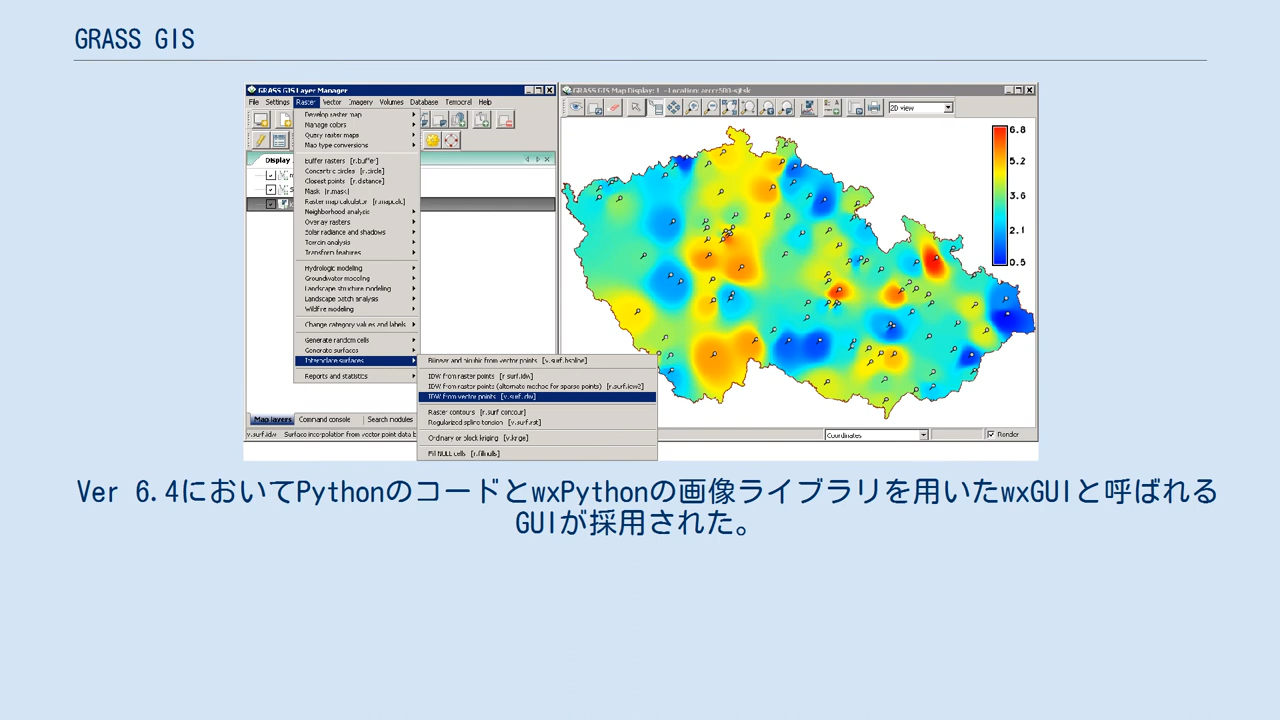 GRASS GIS
GRASS GIS Layer Manager
File Settings Raster Vector Imagery Volumes Database Temporal Help
Develop raster map
Manage colors
Query raster maps
Map type conversions
Buffer rasters [r.buffer]
Concentric circles [r.circle]
Closest points [r.distance]
Mask [r.mask]
Raster map calculator [r.mapcalc]
Neighborhood analysis
Overlay rasters
Solar radiance and shadows
Terrain analysis
Transform features
Hydrologic modeling
Groundwater modeling
Landscape structure modeling
Landscape patch analysis
Wildfire modeling
Change category values and labels
Generate random cells
Generate surfaces
Interpolate surfaces
Reports and statistics
Display
Bilinear and bicubic from vector points [v.surf.bspline]
IDW from raster points [r.surf.idw]
IDW from raster points (alternate method for sparse points) [r.surf.idw2]
IDW from vector points [v.surf.idw]
Raster contours [r.surf.contour]
Regularized spline tension [v.surf.rst]
Ordinary or block kriging [v.krige]
Fill NULL cells [r.fillnulls]
Map layers Command console Search modules
v.surf.idw Surface interpolation from vector point data b
GRASS GIS Map Display: 1 - Location:
2D view
6.8
5.2
3.6
2.1
0.5
Coordinates
Render
Ver 6.4においてPythonのコードとwxPythonの画像ライブラリを用いたwxGUIと呼ばれる
GUIが採用された。